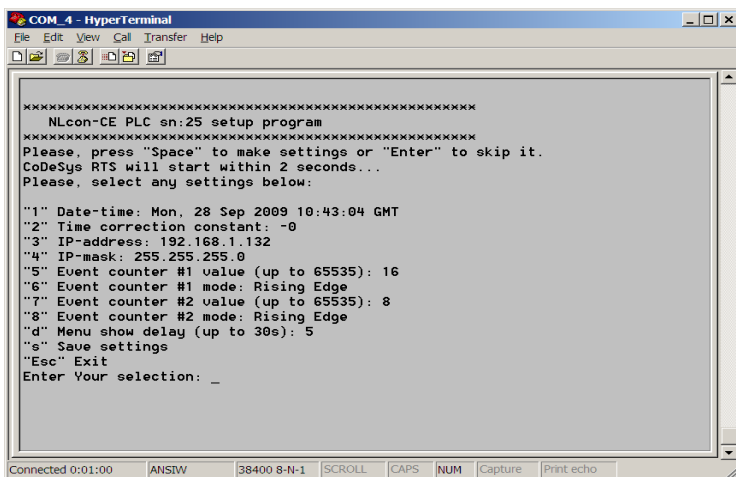 COM_4 - HyperTerminal
File Edit View Call Transfer Help
******************************************************
NLcon-CE PLC sn:25 setup program
******************************************************
Please, press "Space" to make settings or "Enter" to skip it.
CoDeSys RTS will start within 2 seconds...
Please, select any settings below:
"1" Date-time: Mon, 28 Sep 2009 10:43:04 GMT
"2" Time correction constant: -0
"3" IP-address: 192.168.1.132
"4" IP-mask: 255.255.255.0
"5" Event counter #1 value (up to 65535): 16
"6" Event counter #1 mode: Rising Edge
"7" Event counter #2 value (up to 65535): 8
"8" Event counter #2 mode: Rising Edge
"d" Menu show delay (up to 30s): 5
"s" Save settings
"Esc" Exit
Enter Your selection: _
Connected 0:01:00 ANSIW 38400 8-N-1 SCROLL CAPS NUM Capture Print echo